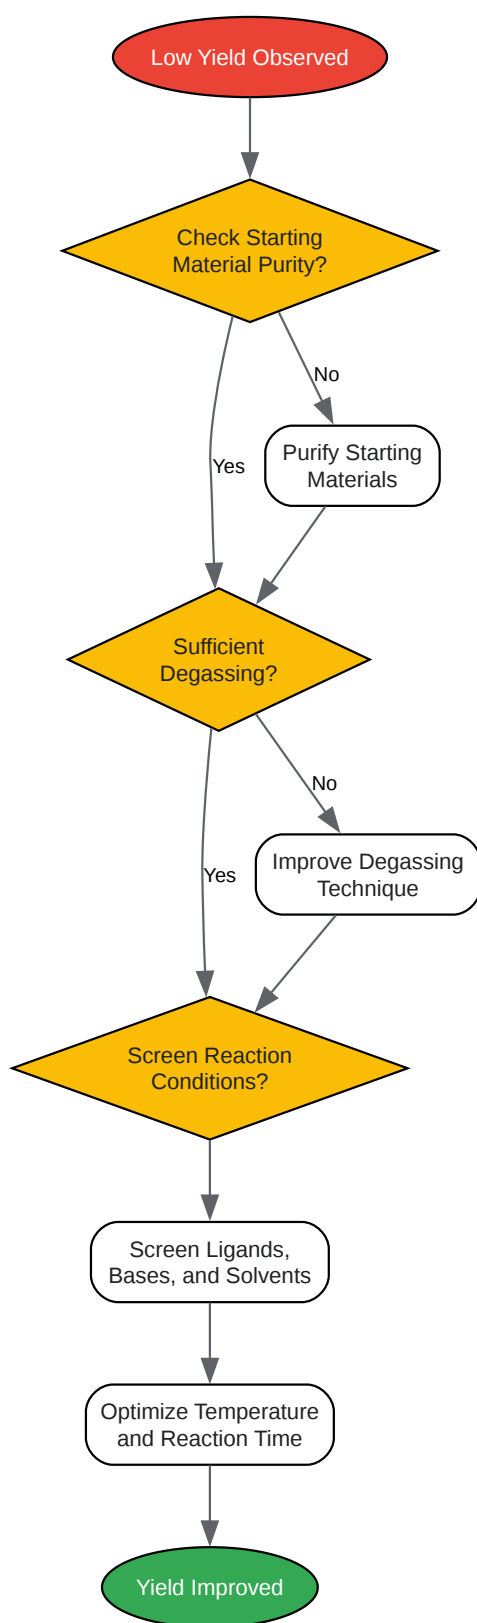 Low Yield Observed
Check Starting
Material Purity?
No
Purify Starting
Materials
Yes
Sufficient
Degassing?
No
Improve Degassing
Technique
Yes
Screen Reaction
Conditions?
Screen Ligands,
Bases, and Solvents
Optimize Temperature
and Reaction Time
Yield Improved